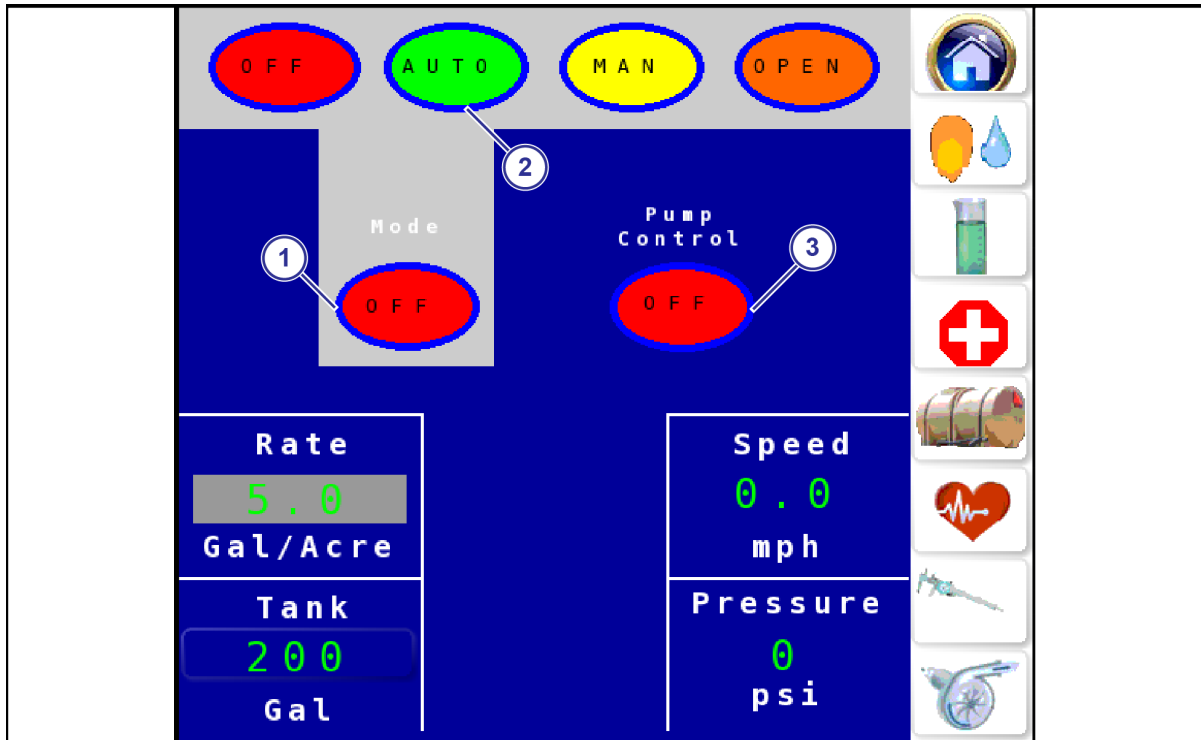 OFF AUTO MAN OPEN
2
Mode
Pump
Control
1
3
OFF
OFF
Rate
5.0
Gal/Acre
Speed
0.0
mph
Tank
200
Gal
Pressure
0
psi